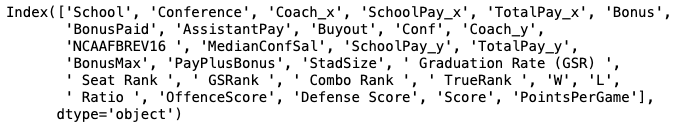 Index(['School', 'Conference', 'Coach_x', 'SchoolPay_x', 'TotalPay_x', 'Bonus',
'BonusPaid', 'AssistantPay', 'Buyout', 'Conf', 'Coach_y',
'NCAAFBREV16 ', 'MedianConfSal', 'SchoolPay_y', 'TotalPay_y',
'BonusMax', 'PayPlusBonus', 'StadSize', ' Graduation Rate (GSR) ',
' Seat Rank ', ' GSRank ', ' Combo Rank ', ' TrueRank ', 'W', 'L',
' Ratio ', 'OffenceScore', 'Defense Score', 'Score', 'PointsPerGame'],
dtype='object')